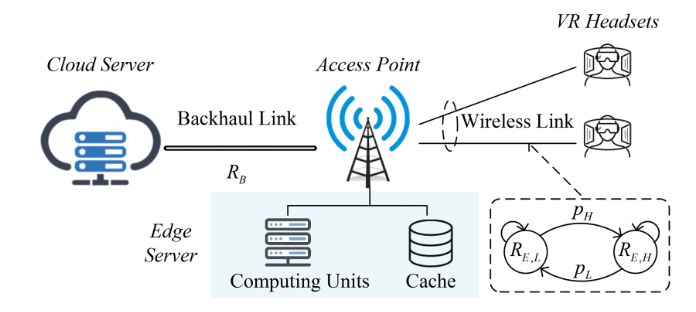 VR Headsets
Cloud Server
Access Point
Backhaul Link
Wireless Link
R_B
Edge
Server
Computing Units
Cache
p_H
R_{E,L}
R_{E,H}
p_L